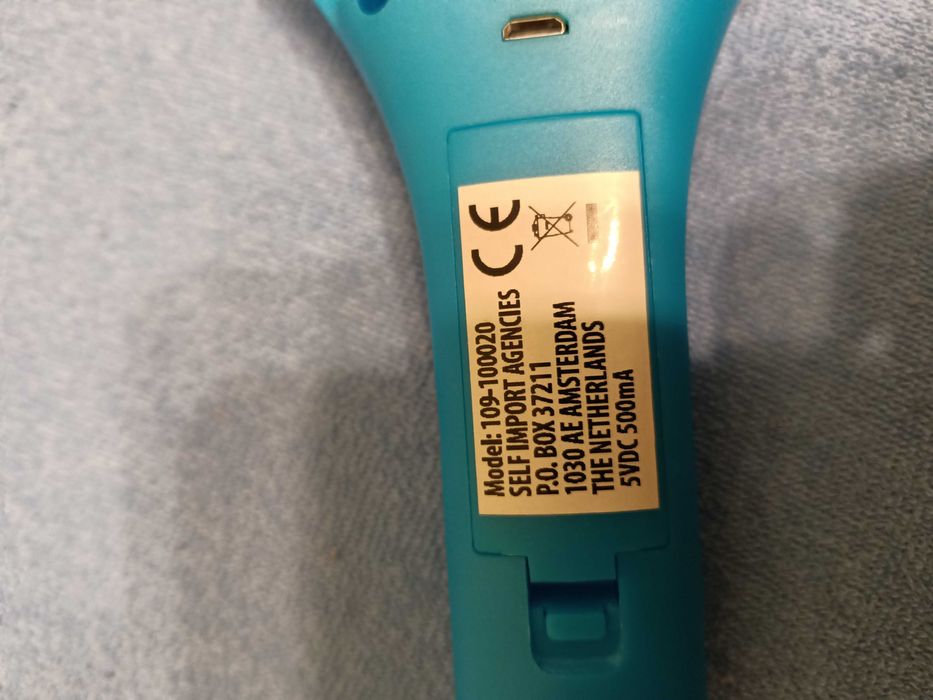 Model: 109-100020
SELF IMPORT AGENCIES
P.O. BOX 37211
1030 AE AMSTERDAM
THE NETHERLANDS
5VDC 500mA
CE